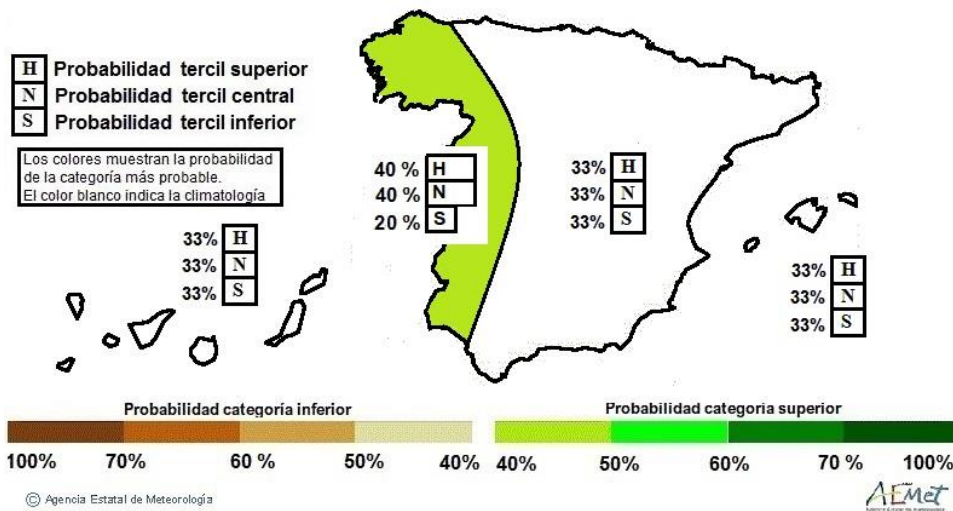 H Probabilidad tercil superior
N Probabilidad tercil central
S Probabilidad tercil inferior
Los colores muestran la probabilidad
de la categoría más probable.
El color blanco indica la climatología
40 % H
40 % N
20 % S
33% H
33% N
33% S
33% H
33% N
33% S
33% H
33% N
33% S
Probabilidad categoría inferior
100% 70% 60 % 50% 40%
Probabilidad categoria superior
40% 50% 60% 70 % 100%
© Agencia Estatal de Meteorología
AEMet